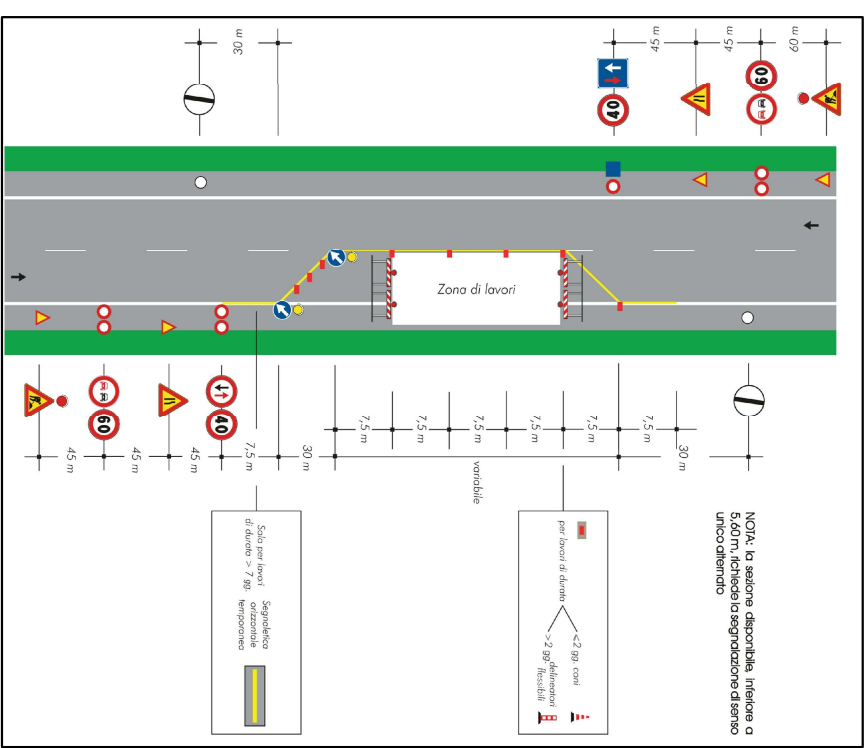 30 m
45 m
45 m
60 m
40
60
Zona di lavori
60
40
45 m
45 m
45 m
7,5 m
30 m
7,5 m
7,5 m
7,5 m
7,5 m
7,5 m
7,5 m
30 m
variabile
NOTA: la sezione disponibile, inferiore a
5,60 m, richiede la segnalazione di senso
unico alternato
per lavori di durata
<2 gg. coni
>2 gg. delineatori
flessibili
Solo per lavori
di durata > 7 gg.
Segnaletica
orizzontale
temporanea